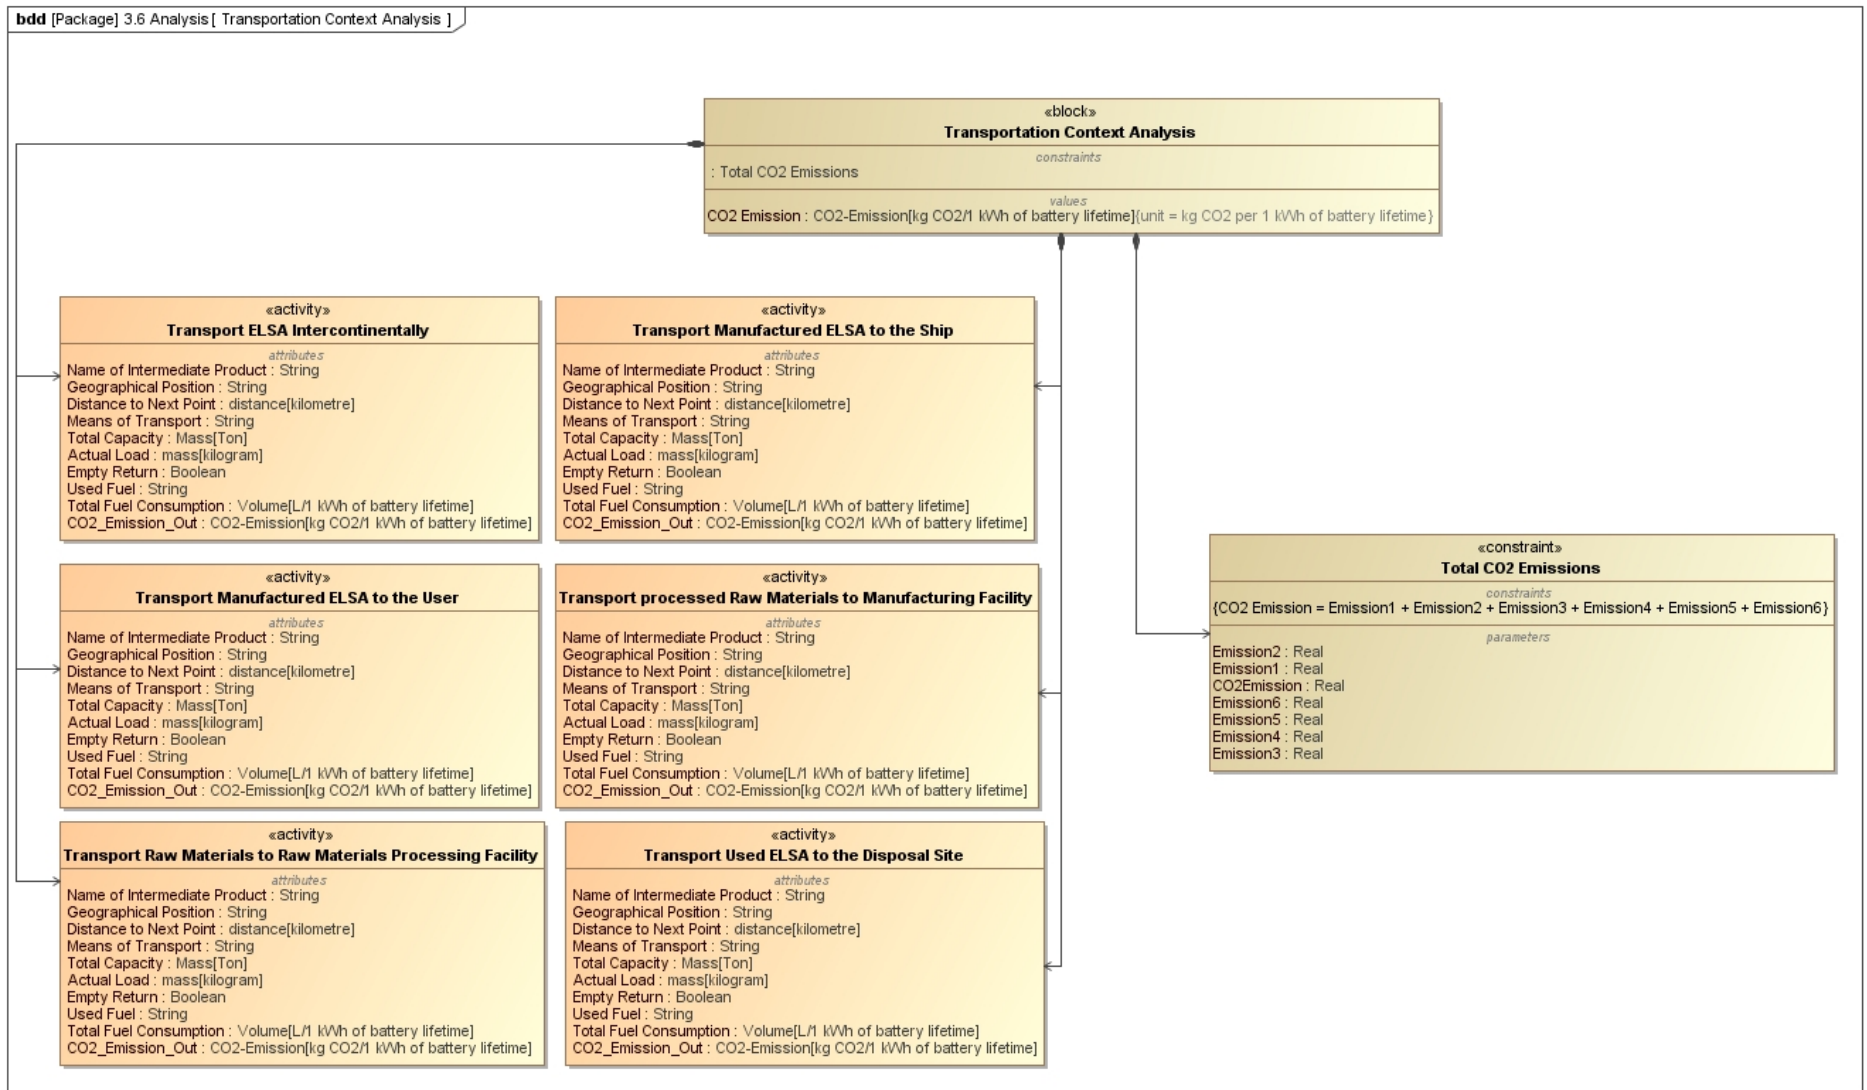 bdd [Package] 3.6 Analysis [ Transportation Context Analysis ]
«block»
Transportation Context Analysis
constraints
: Total CO2 Emissions
values
CO2 Emission : CO2-Emission[kg CO2/1 kWh of battery lifetime]{unit = kg CO2 per 1 kWh of battery lifetime}
«activity»
Transport ELSA Intercontinentally
attributes
Name of Intermediate Product : String
Geographical Position : String
Distance to Next Point : distance[kilometre]
Means of Transport : String
Total Capacity : Mass[Ton]
Actual Load : mass[kilogram]
Empty Return : Boolean
Used Fuel : String
Total Fuel Consumption : Volume[L/1 kWh of battery lifetime]
CO2_Emission_Out : CO2-Emission[kg CO2/1 kWh of battery lifetime]
«activity»
Transport Manufactured ELSA to the Ship
attributes
Name of Intermediate Product : String
Geographical Position : String
Distance to Next Point : distance[kilometre]
Means of Transport : String
Total Capacity : Mass[Ton]
Actual Load : mass[kilogram]
Empty Return : Boolean
Used Fuel : String
Total Fuel Consumption : Volume[L/1 kWh of battery lifetime]
CO2_Emission_Out : CO2-Emission[kg CO2/1 kWh of battery lifetime]
«activity»
Transport Manufactured ELSA to the User
attributes
Name of Intermediate Product : String
Geographical Position : String
Distance to Next Point : distance[kilometre]
Means of Transport : String
Total Capacity : Mass[Ton]
Actual Load : mass[kilogram]
Empty Return : Boolean
Used Fuel : String
Total Fuel Consumption : Volume[L/1 kWh of battery lifetime]
CO2_Emission_Out : CO2-Emission[kg CO2/1 kWh of battery lifetime]
«activity»
Transport processed Raw Materials to Manufacturing Facility
attributes
Name of Intermediate Product : String
Geographical Position : String
Distance to Next Point : distance[kilometre]
Means of Transport : String
Total Capacity : Mass[Ton]
Actual Load : mass[kilogram]
Empty Return : Boolean
Used Fuel : String
Total Fuel Consumption : Volume[L/1 kWh of battery lifetime]
CO2_Emission_Out : CO2-Emission[kg CO2/1 kWh of battery lifetime]
«constraint»
Total CO2 Emissions
constraints
{CO2 Emission = Emission1 + Emission2 + Emission3 + Emission4 + Emission5 + Emission6}
parameters
Emission2 : Real
Emission1 : Real
CO2Emission : Real
Emission6 : Real
Emission5 : Real
Emission4 : Real
Emission3 : Real
«activity»
Transport Raw Materials to Raw Materials Processing Facility
attributes
Name of Intermediate Product : String
Geographical Position : String
Distance to Next Point : distance[kilometre]
Means of Transport : String
Total Capacity : Mass[Ton]
Actual Load : mass[kilogram]
Empty Return : Boolean
Used Fuel : String
Total Fuel Consumption : Volume[L/1 kWh of battery lifetime]
CO2_Emission_Out : CO2-Emission[kg CO2/1 kWh of battery lifetime]
«activity»
Transport Used ELSA to the Disposal Site
attributes
Name of Intermediate Product : String
Geographical Position : String
Distance to Next Point : distance[kilometre]
Means of Transport : String
Total Capacity : Mass[Ton]
Actual Load : mass[kilogram]
Empty Return : Boolean
Used Fuel : String
Total Fuel Consumption : Volume[L/1 kWh of battery lifetime]
CO2_Emission_Out : CO2-Emission[kg CO2/1 kWh of battery lifetime]